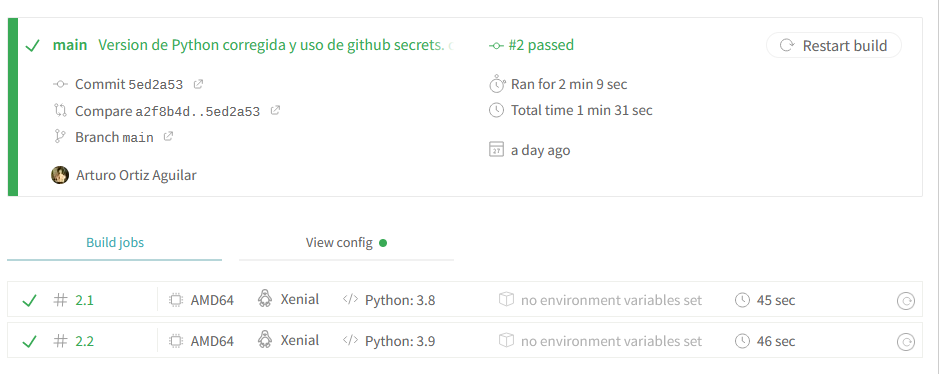 main Version de Python corregida y uso de github secrets. #2 passed Restart build
Commit 5ed2a53 Ran for 2 min 9 sec
Compare a2f8b4d..5ed2a53 Total time 1 min 31 sec
Branch main
27 a day ago
Arturo Ortiz Aguilar
Build jobs View config
# 2.1 AMD64 Xenial </> Python: 3.8 no environment variables set 45 sec
# 2.2 AMD64 Xenial </> Python: 3.9 no environment variables set 46 sec